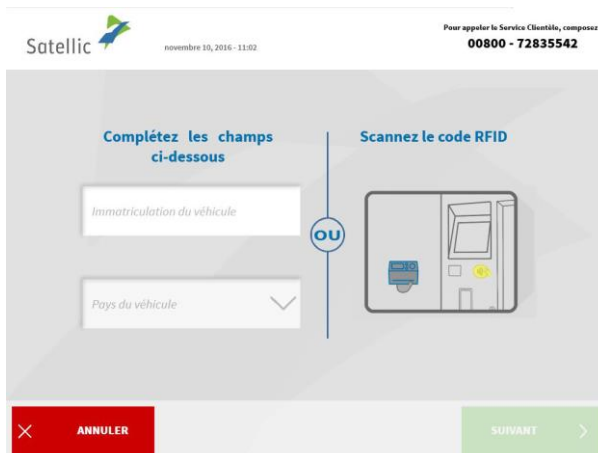 Satellic
novembre 10, 2016 - 11:02
Pour appeler le Service Clientèle, composez
00800 - 72835542
Complétez les champs
ci-dessous
Immatriculation du véhicule
Pays du véhicule
OU
Scannez le code RFID
ANNULER
SUIVANT